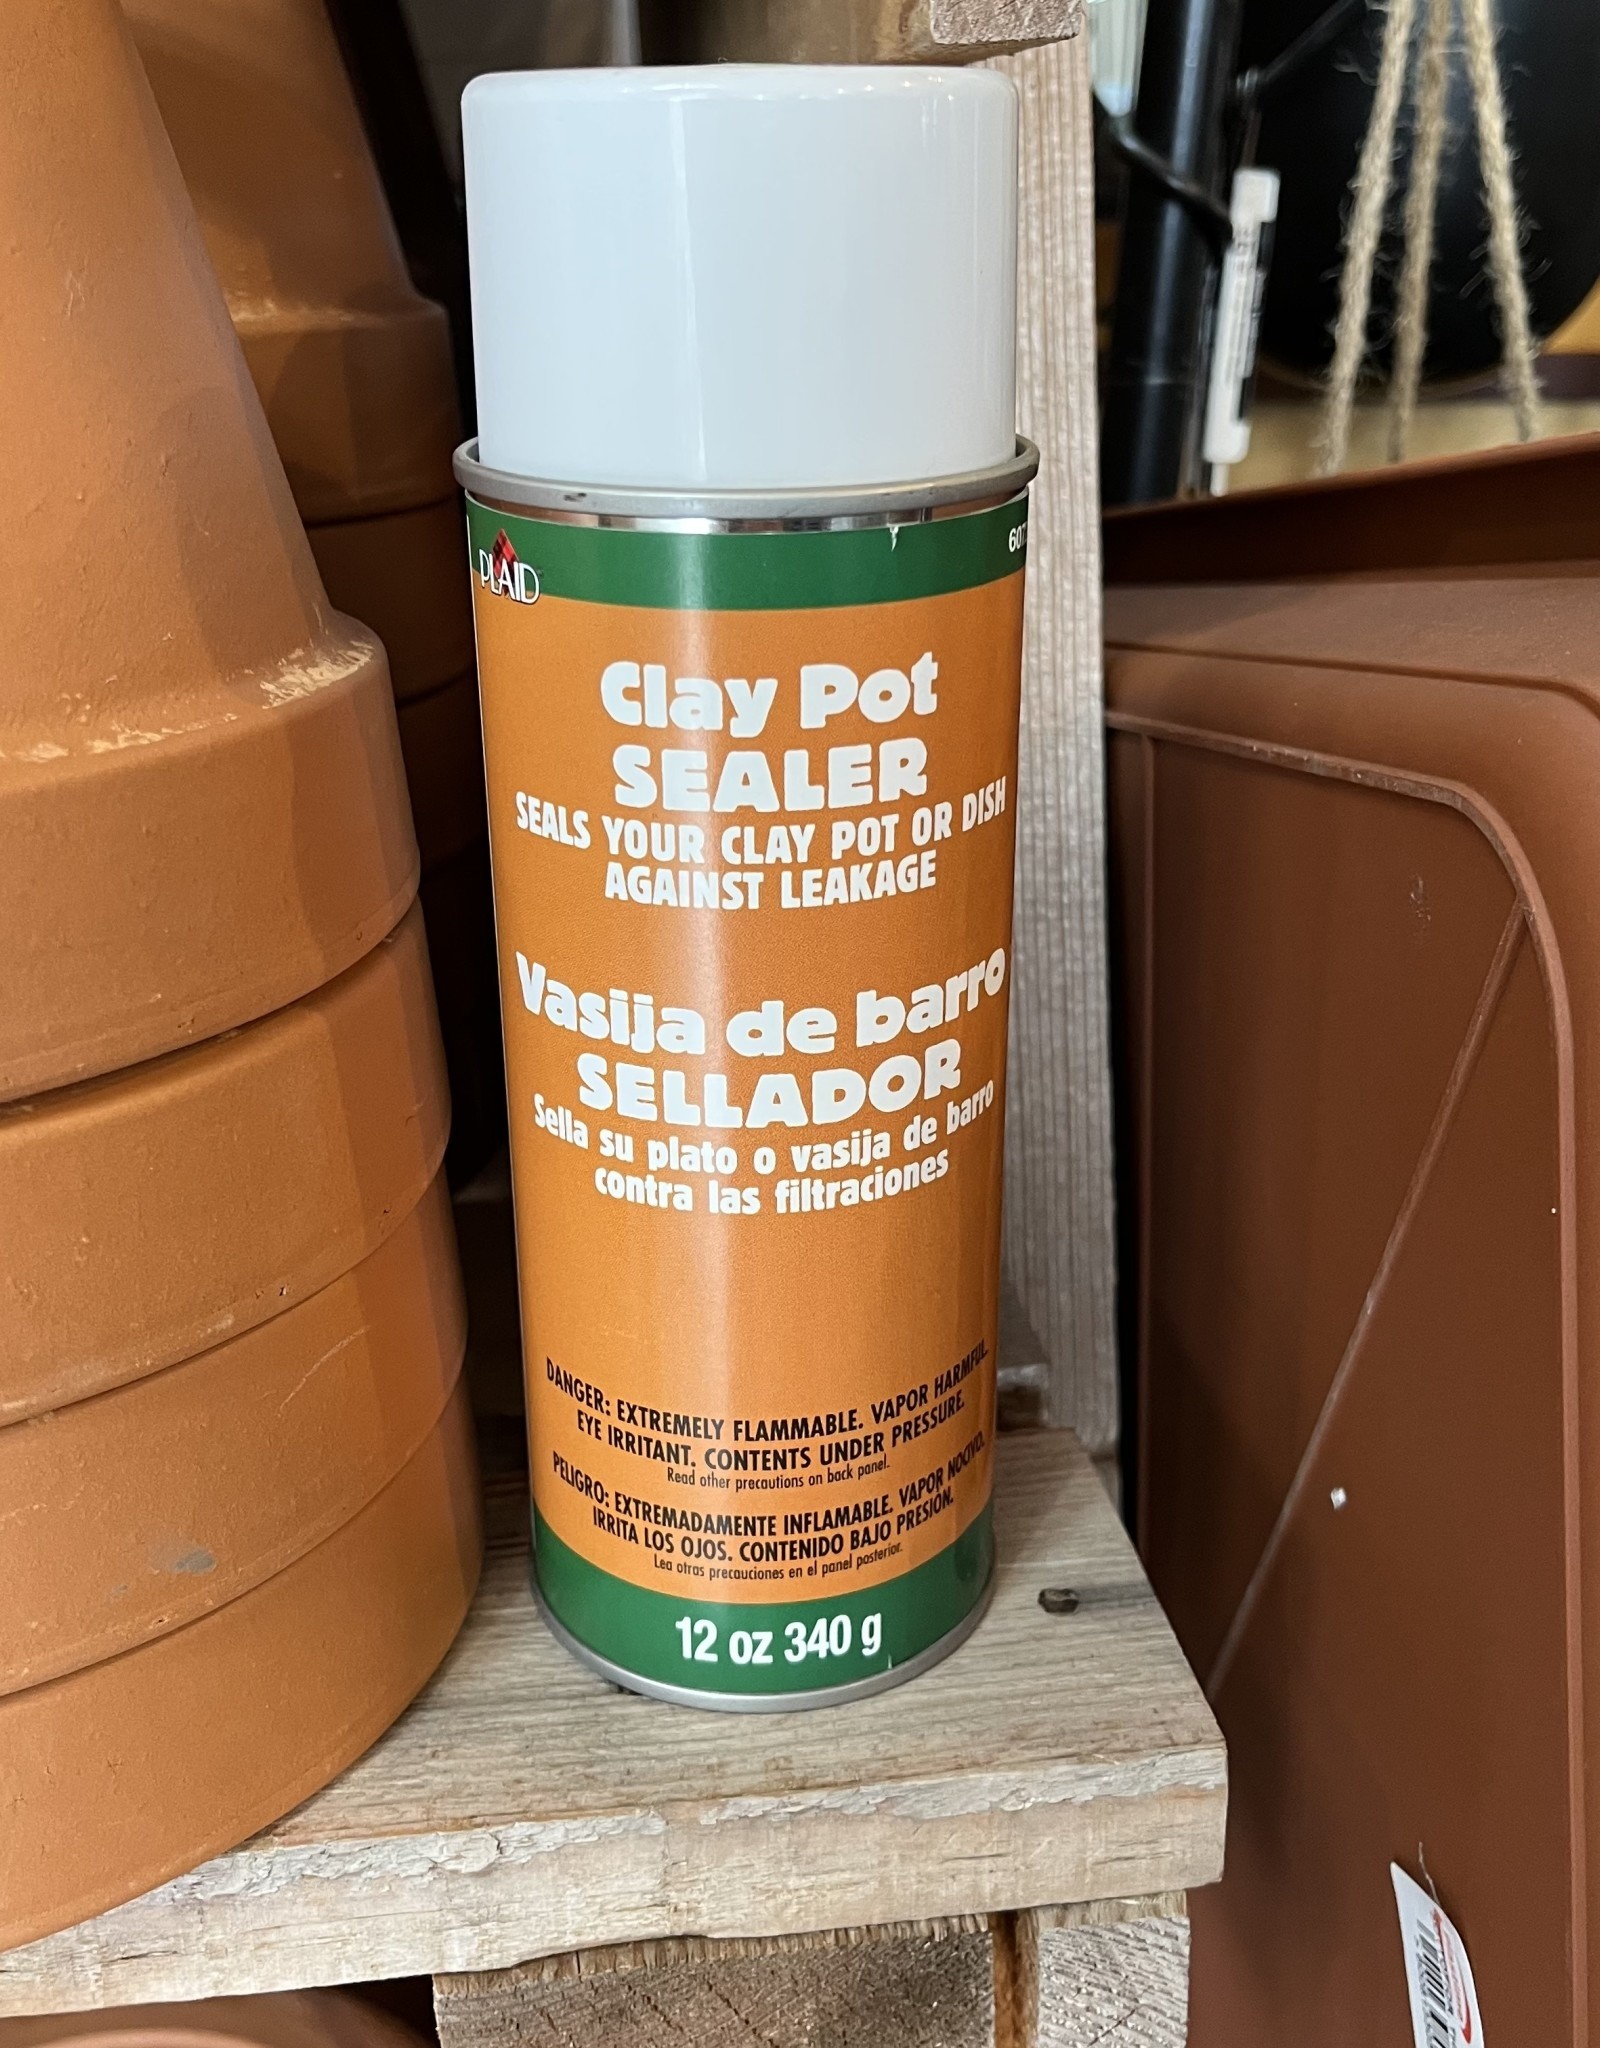 PLAID
Clay Pot
SEALER
SEALS YOUR CLAY POT OR DISH
AGAINST LEAKAGE
Vasija de barro
SELLADOR
Sella su plato o vasija de barro
contra las filtraciones
DANGER: EXTREMELY FLAMMABLE. VAPOR HARMFUL.
EYE IRRITANT. CONTENTS UNDER PRESSURE.
Read other precautions on back panel.
PELIGRO: EXTREMADAMENTE INFLAMABLE. VAPOR NOCIVO.
IRRITA LOS OJOS. CONTENIDO BAJO PRESIÓN.
Lea otras precauciones en el panel posterior.
12 oz 340 g